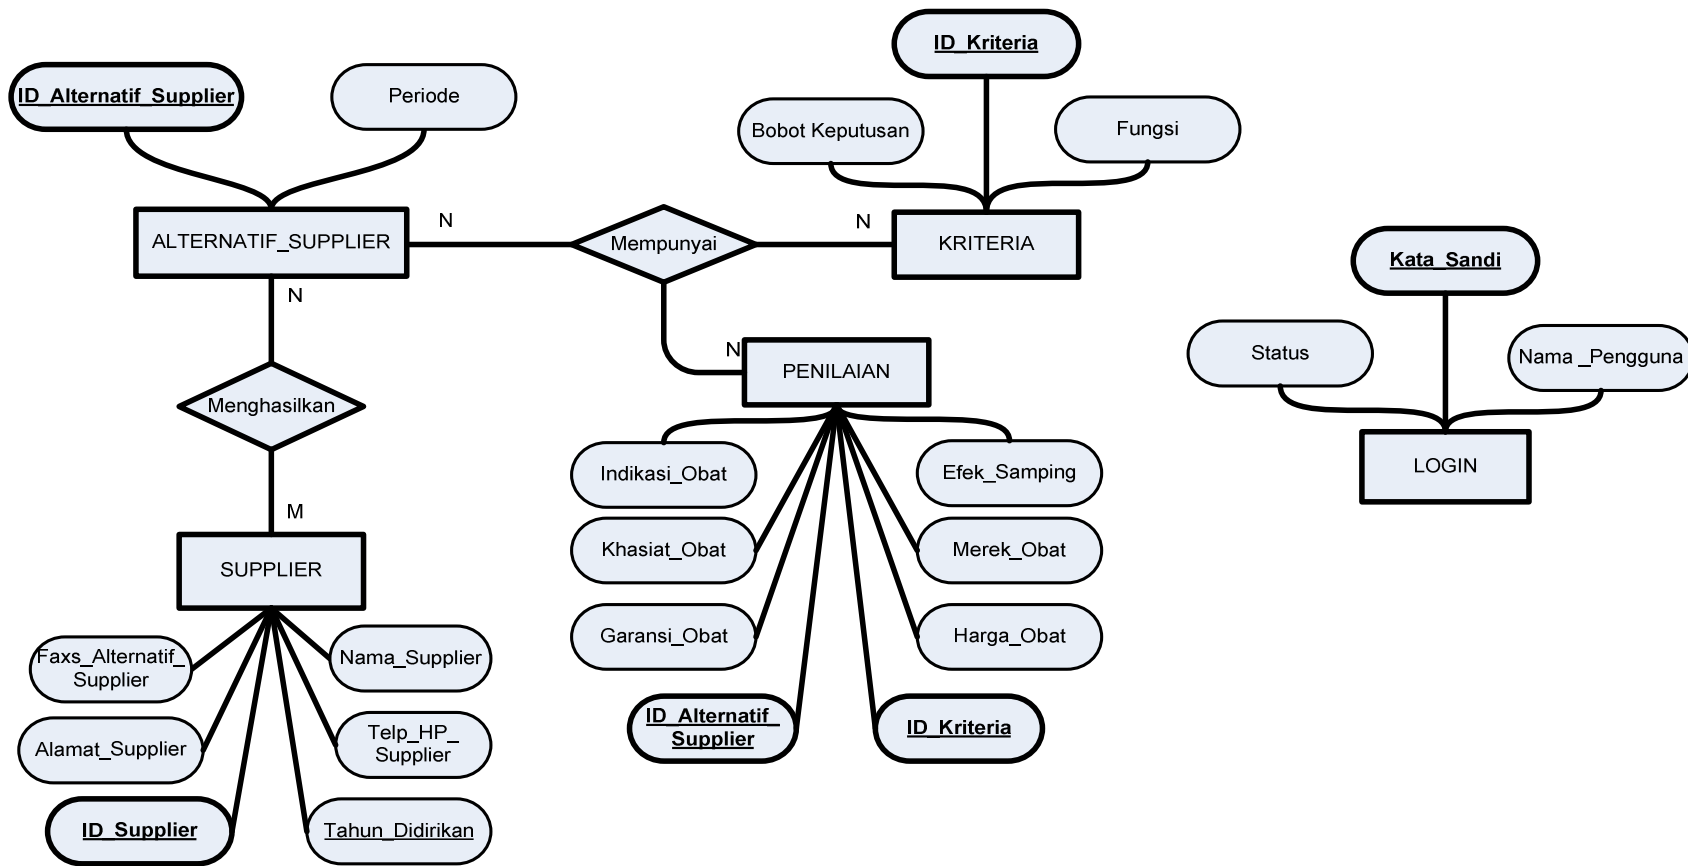 ID_Kriteria
ID_Alternatif_Supplier
Periode
Bobot Keputusan
Fungsi
ALTERNATIF_SUPPLIER
N
Mempunyai
N
KRITERIA
Kata_Sandi
N
Status
Nama _Pengguna
N
PENILAIAN
Menghasilkan
LOGIN
Indikasi_Obat
Efek_Samping
M
Khasiat_Obat
Merek_Obat
SUPPLIER
Garansi_Obat
Harga_Obat
Faxs_Alternatif_
Supplier
Nama_Supplier
ID_Alternatif_
Supplier
ID_Kriteria
Alamat_Supplier
Telp_HP_
Supplier
ID_Supplier
Tahun_Didirikan